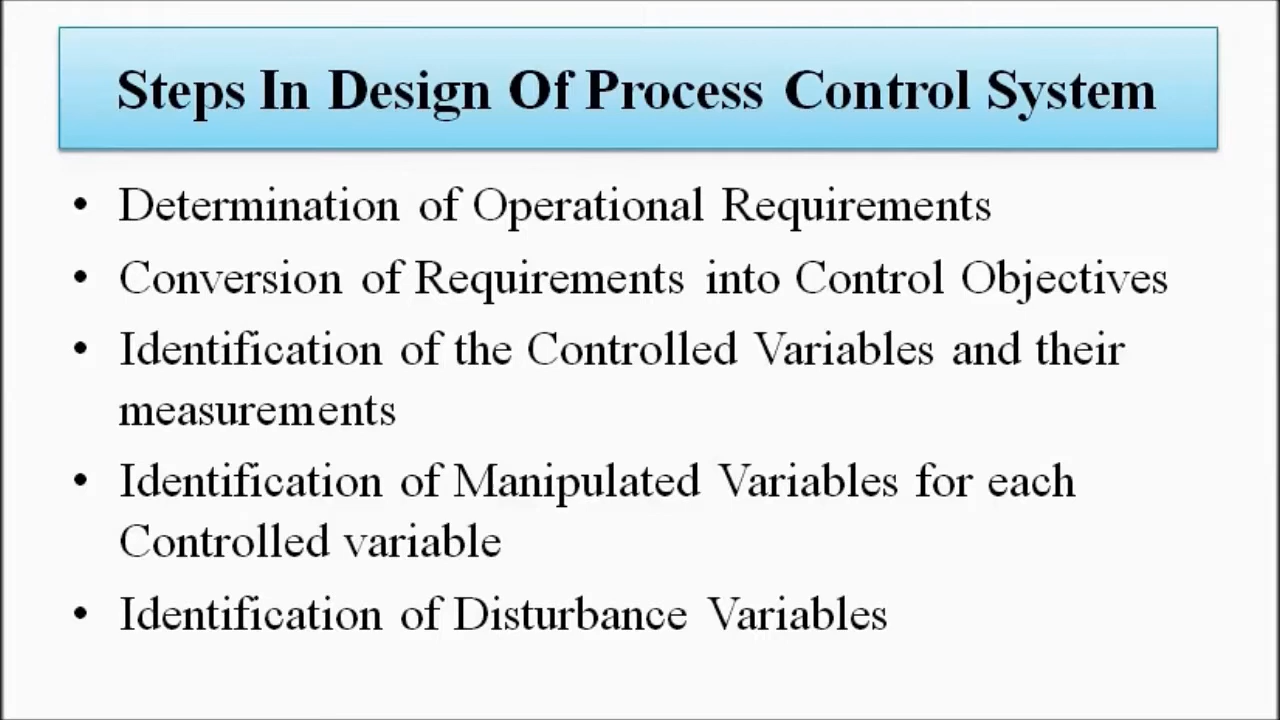 Steps In Design Of Process Control System
• Determination of Operational Requirements
• Conversion of Requirements into Control Objectives
• Identification of the Controlled Variables and their
measurements
• Identification of Manipulated Variables for each
Controlled variable
• Identification of Disturbance Variables